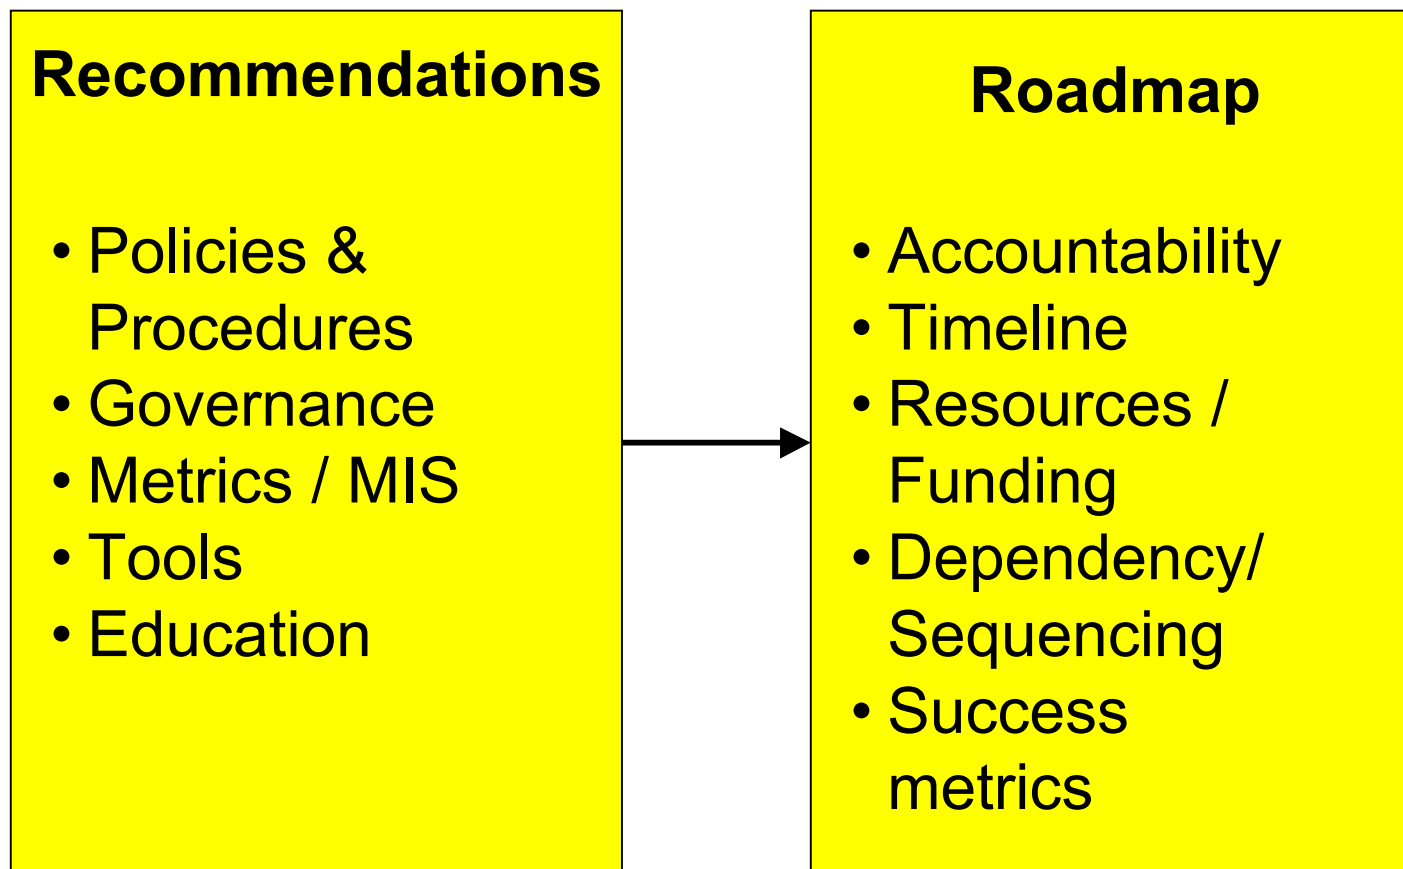 Recommendations
• Policies &
Procedures
• Governance
• Metrics / MIS
• Tools
• Education
Roadmap
• Accountability
• Timeline
• Resources /
Funding
• Dependency/
Sequencing
• Success
metrics